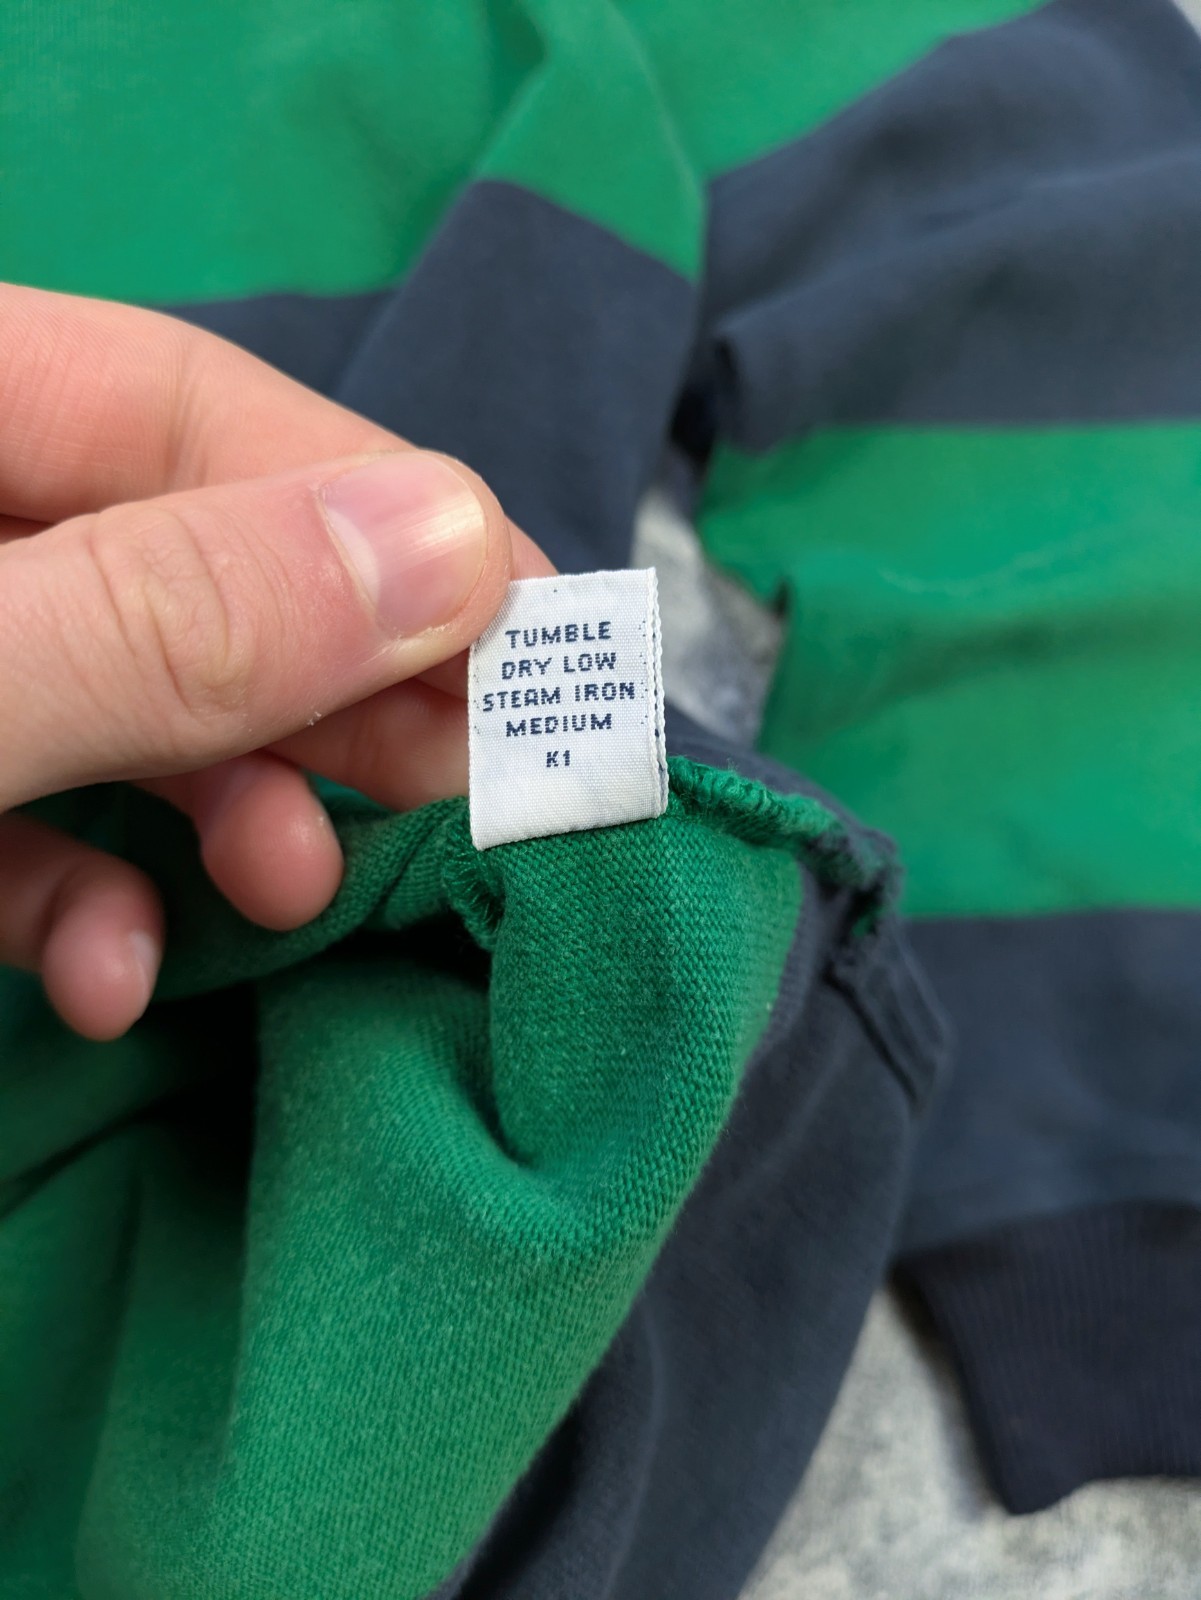 TUMBLE
DRY LOW
STEAM IRON
MEDIUM
K1